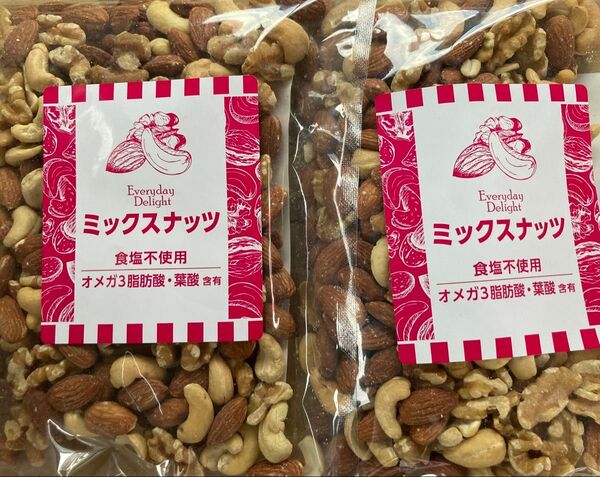 Everyday
Delight
ミックスナッツ
食塩不使用
オメガ3脂肪酸・葉酸 含有
Everyday
Delight
ミックスナッツ
食塩不使用
オメガ3脂肪酸・葉酸 含有